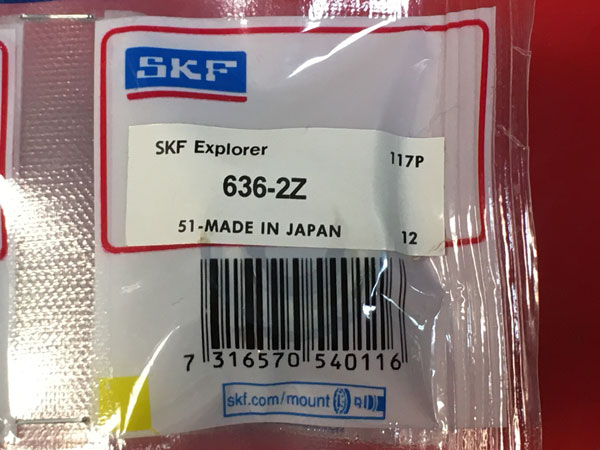 SKF
SKF Explorer 117P
636-2Z
51-MADE IN JAPAN 12
7 316570 540116
skf.com/mount